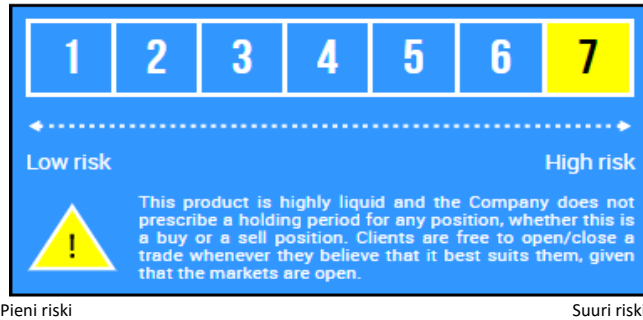 1 2 3 4 5 6 7
Low risk High risk
!
This product is highly liquid and the Company does not
prescribe a holding period for any position, whether this is
a buy or a sell position. Clients are free to open/close a
trade whenever they believe that it best suits them, given
that the markets are open.
Pieni riski Suuri risk